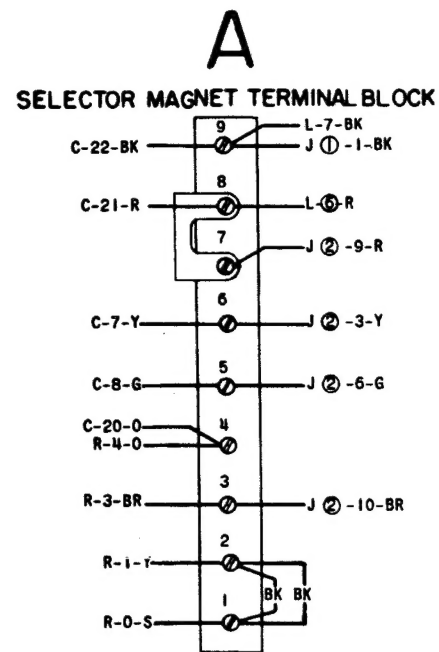 A
SELECTOR MAGNET TERMINAL BLOCK
9
L-7-BK
C-22-BK
J ① -1-BK
8
C-21-R
L-⑥-R
7
J ② -9-R
6
C-7-Y
J ② -3-Y
5
C-8-G
J ② -6-G
C-20-O
4
R-4-O
3
R-3-BR
J ② -10-BR
2
R-1-Y
BK BK
1
R-0-S